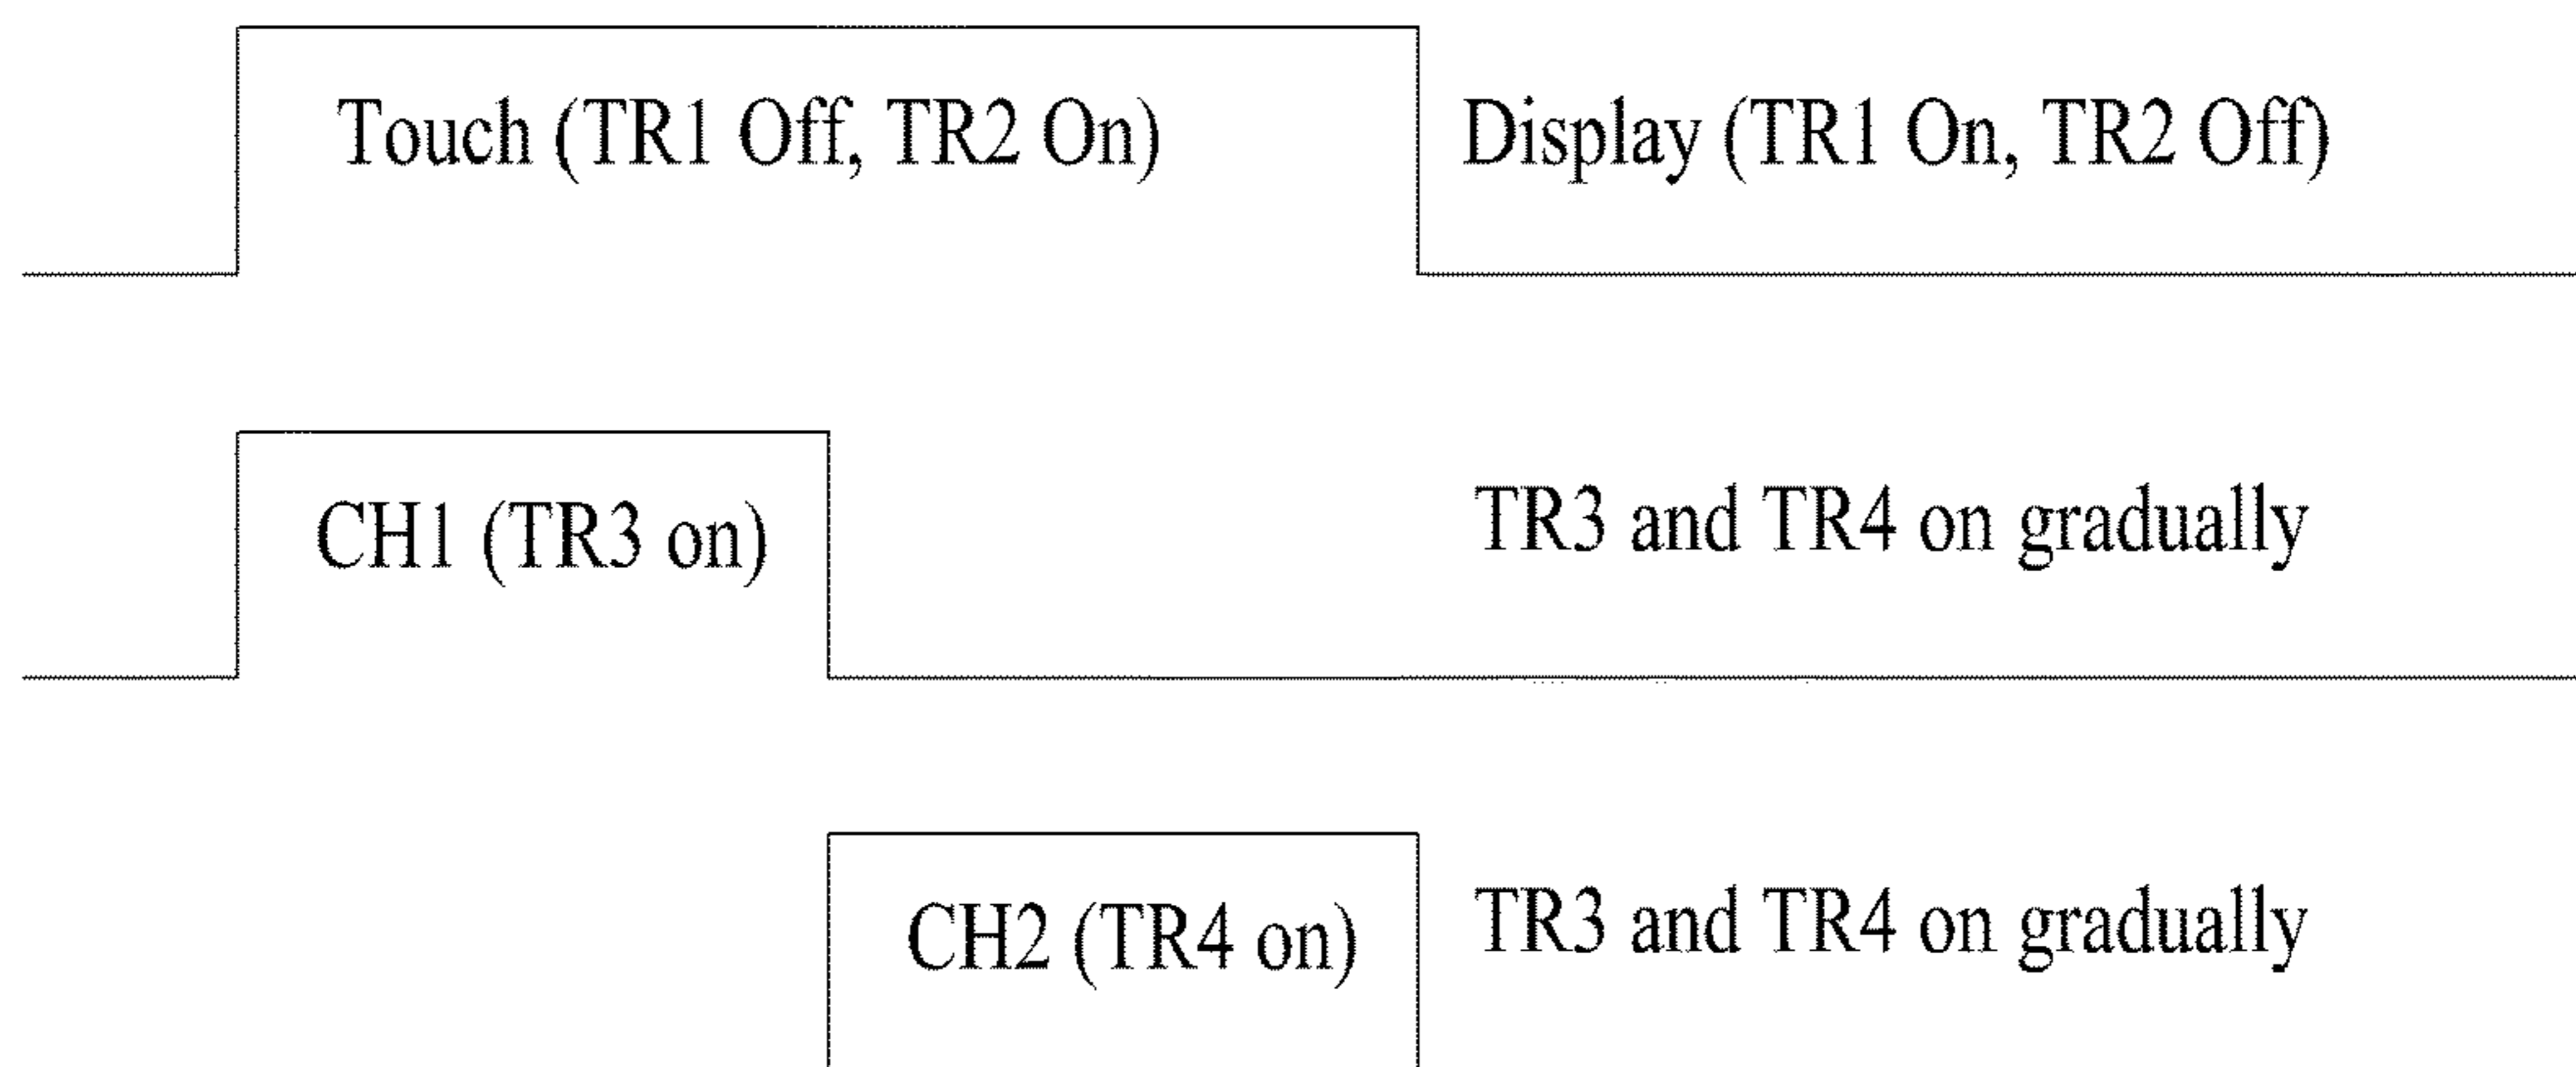 Touch (TR1 Off, TR2 On)
Display (TR1 On, TR2 Off)
CH1 (TR3 on)
TR3 and TR4 on gradually
CH2 (TR4 on)
TR3 and TR4 on gradually